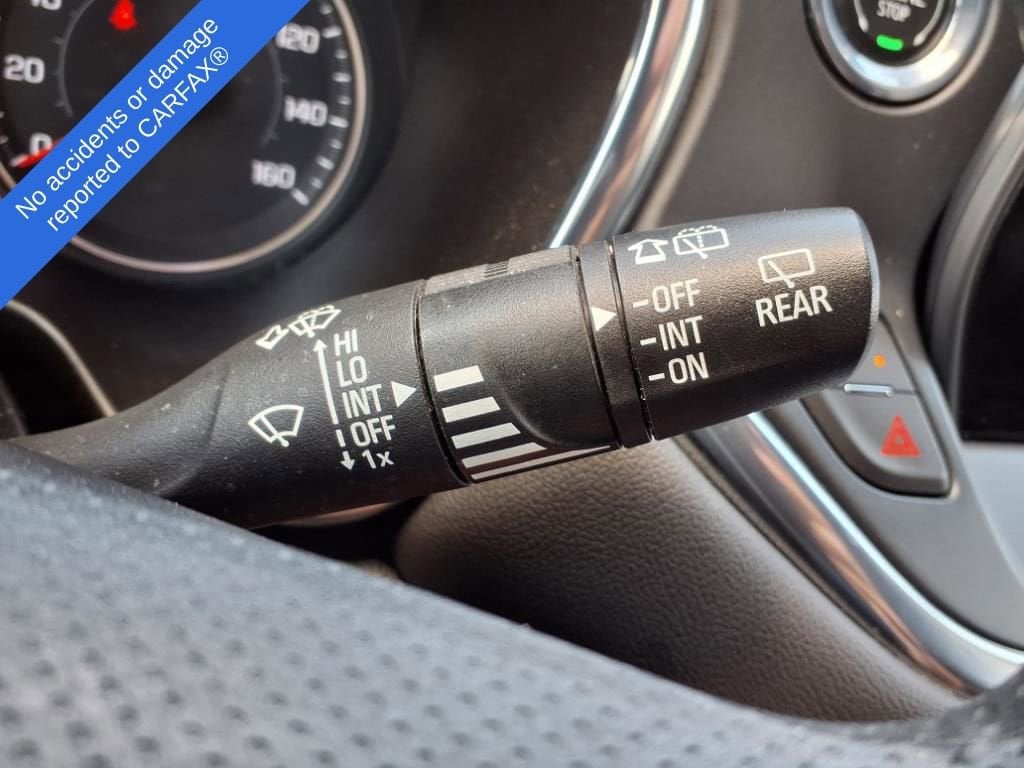 No accidents or damage
reported to CARFAX®
20
0
120
140
160
STOP
HI
LO
INT
OFF
1x
-OFF
-INT
-ON
REAR